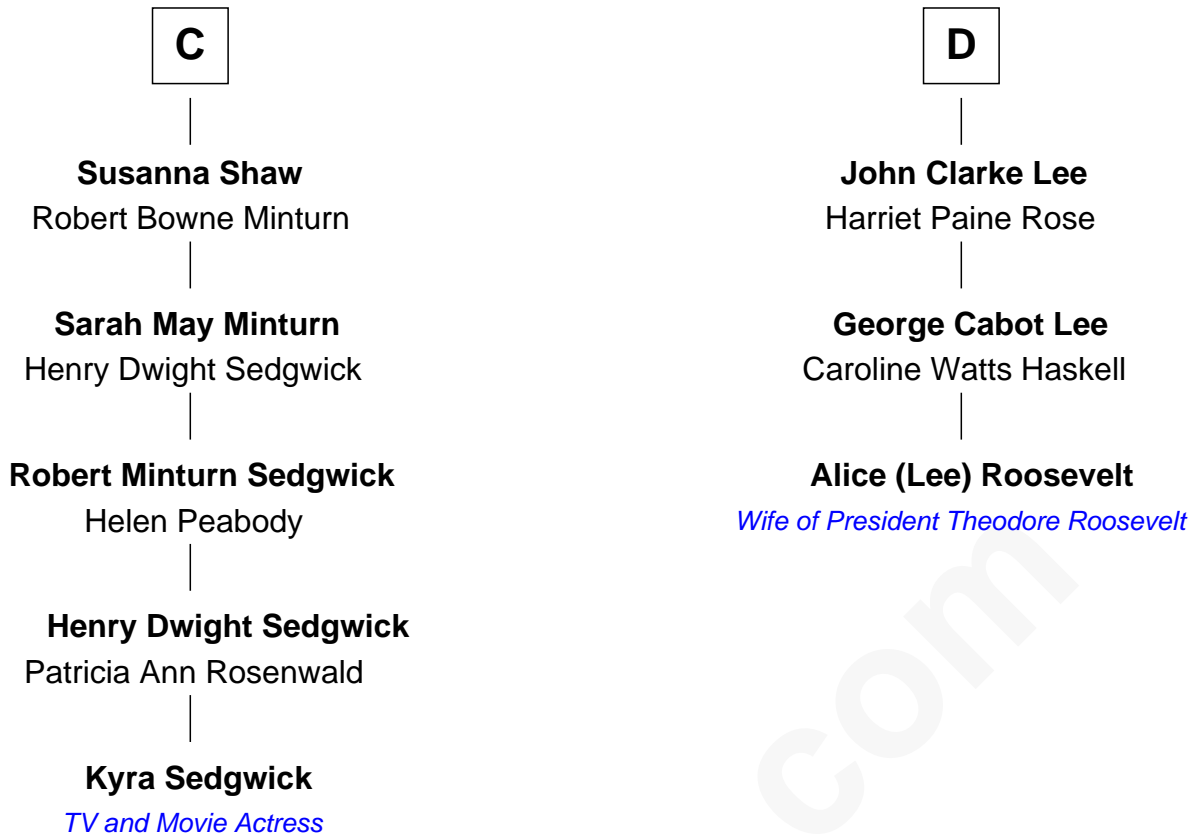 C
Susanna Shaw
Robert Bowne Minturn
Sarah May Minturn
Henry Dwight Sedgwick
Robert Minturn Sedgwick
Helen Peabody
Henry Dwight Sedgwick
Patricia Ann Rosenwald
Kyra Sedgwick
TV and Movie Actress
D
John Clarke Lee
Harriet Paine Rose
George Cabot Lee
Caroline Watts Haskell
Alice (Lee) Roosevelt
Wife of President Theodore Roosevelt
com